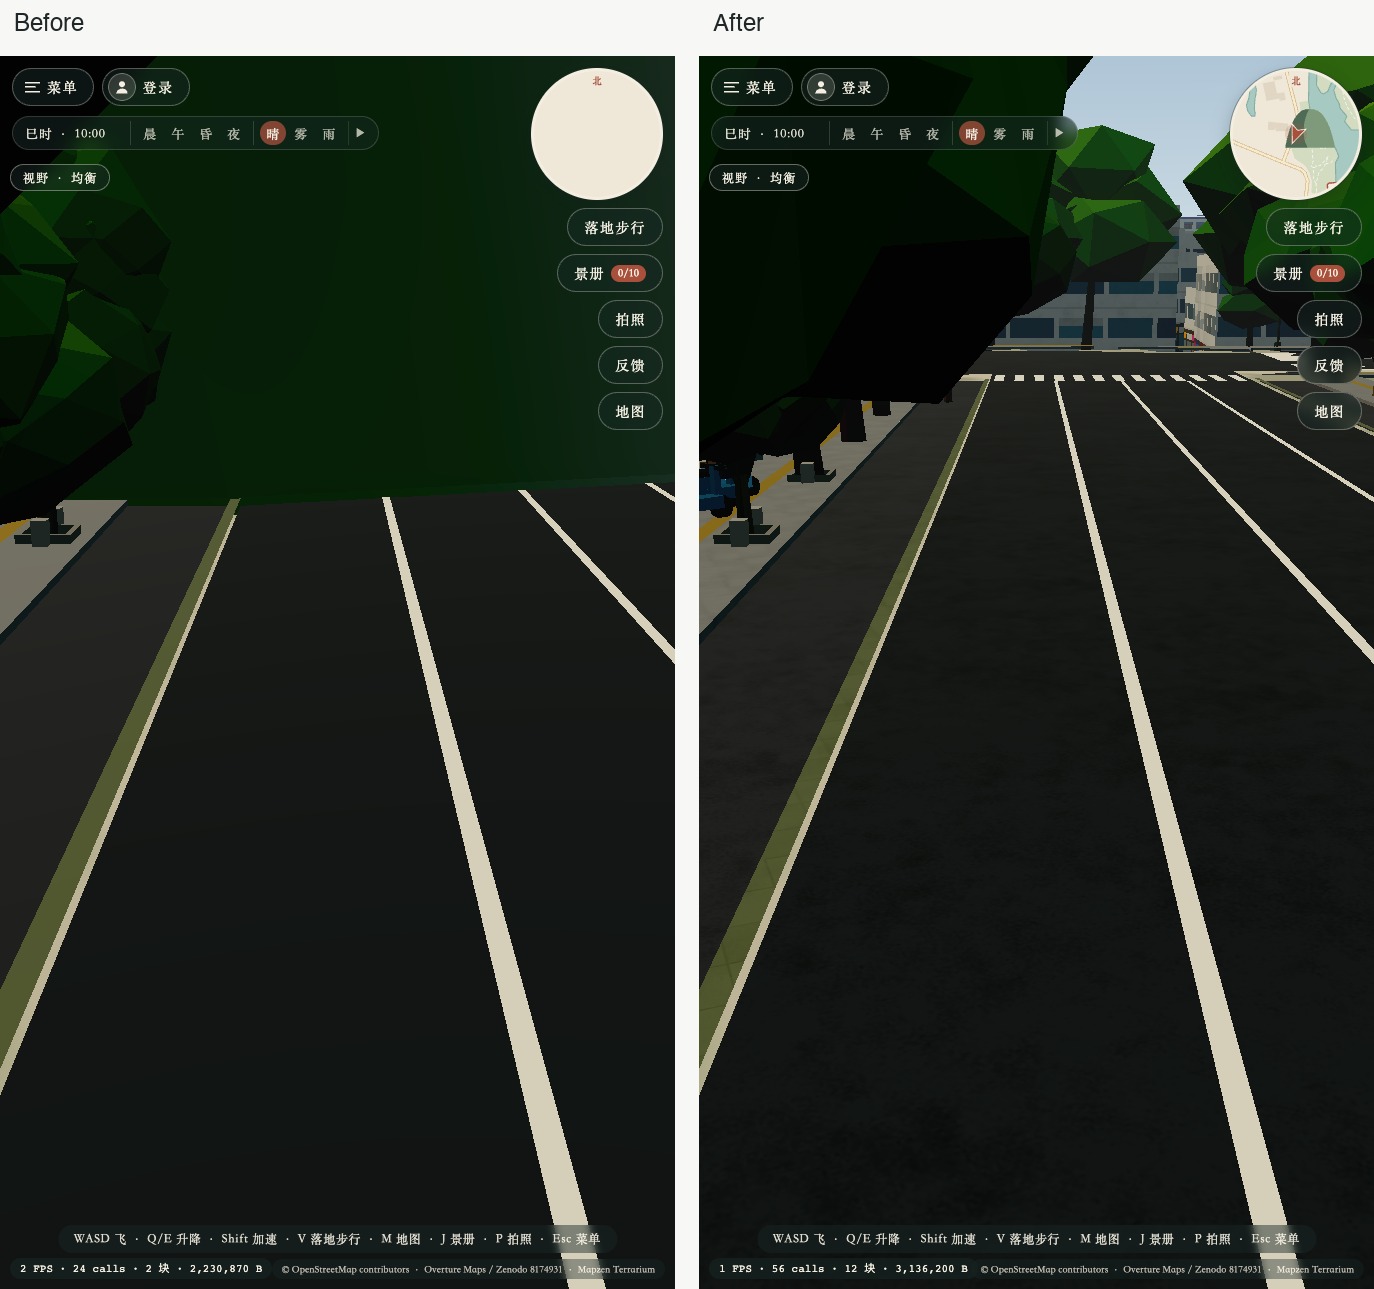 Before
After
菜单
登录
北
巳时 · 10:00 晨 午 昏 夜 晴 雾 雨
视野 · 均衡
落地步行
景册 0/10
拍照
反馈
地图
WASD 飞 · Q/E 升降 · Shift 加速 · V 落地步行 · M 地图 · J 景册 · P 拍照 · Esc 菜单
2 FPS · 24 calls · 2 块 · 2,230,870 B
© OpenStreetMap contributors · Overture Maps / Zenodo 8174931 · Mapzen Terrarium
菜单
登录
北
巳时 · 10:00 晨 午 昏 夜 晴 雾 雨
视野 · 均衡
落地步行
景册 0/10
拍照
反馈
地图
WASD 飞 · Q/E 升降 · Shift 加速 · V 落地步行 · M 地图 · J 景册 · P 拍照 · Esc 菜单
1 FPS · 56 calls · 12 块 · 3,136,200 B
© OpenStreetMap contributors · Overture Maps / Zenodo 8174931 · Mapzen Terrarium